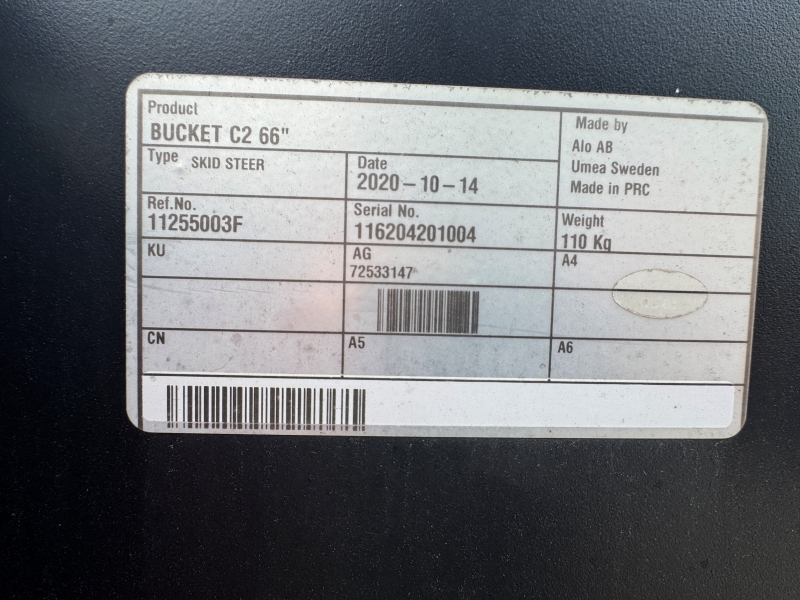 Product
BUCKET C2 66"
Made by
Alo AB
Umea Sweden
Made in PRC
Type SKID STEER
Date
2020-10-14
Ref.No.
11255003F
Serial No.
116204201004
Weight
110 Kg
KU
AG
72533147
A4
CN
A5
A6